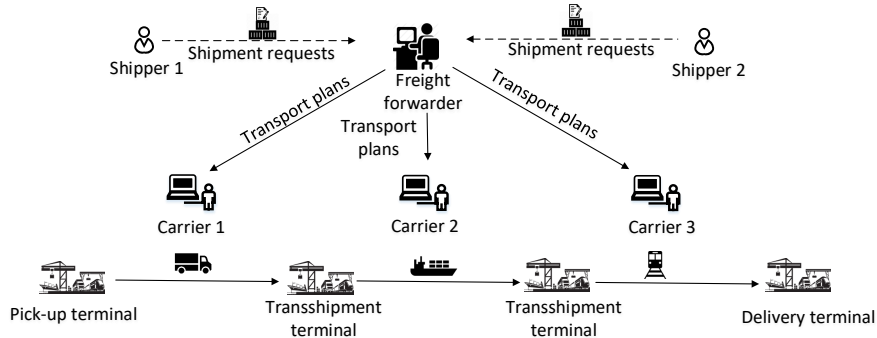 Shipment requests
Shipment requests
Shipper 1
Shipper 2
Freight
forwarder
Transport plans
Transport
plans
Transport plans
Carrier 1
Carrier 2
Carrier 3
Pick-up terminal
Transshipment
terminal
Transshipment
terminal
Delivery terminal